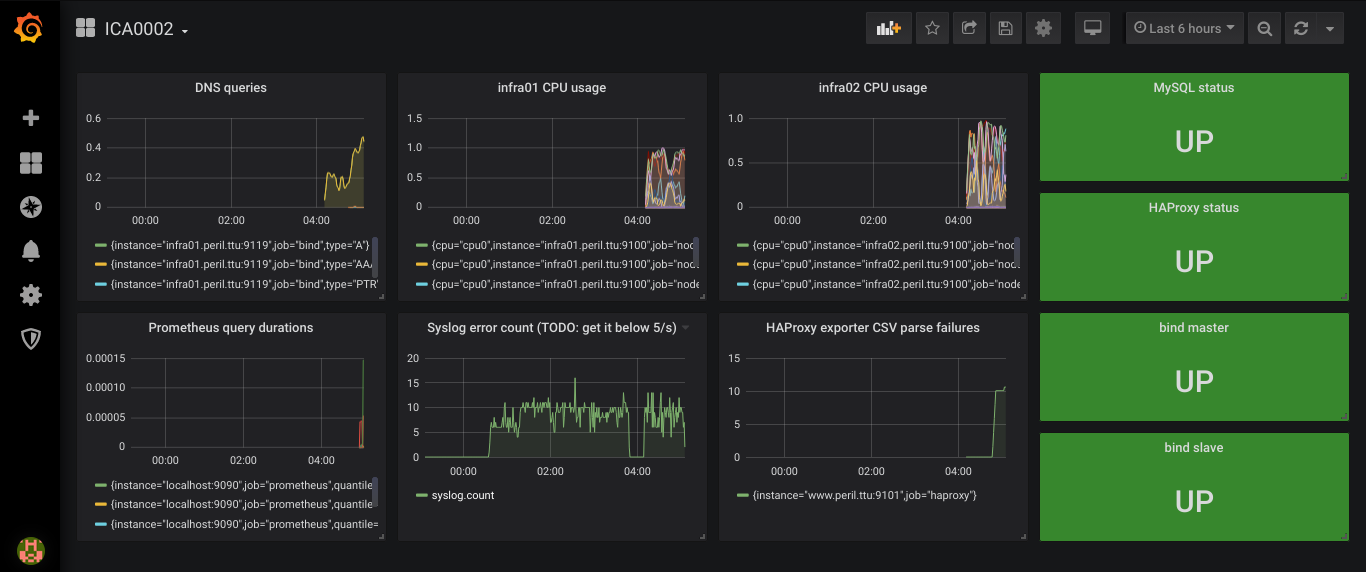 ICA0002
Last 6 hours
DNS queries
0.6
0.4
0.2
0
00:00 02:00 04:00
{instance="infra01.peril.ttu:9119",job="bind",type="A"}
{instance="infra01.peril.ttu:9119",job="bind",type="AAA
{instance="infra01.peril.ttu:9119",job="bind",type="PTR"
infra01 CPU usage
1.5
1.0
0.5
0
00:00 02:00 04:00
{cpu="cpu0",instance="infra01.peril.ttu:9100",job="nod
{cpu="cpu0",instance="infra01.peril.ttu:9100",job="node
{cpu="cpu0",instance="infra01.peril.ttu:9100",job="node
infra02 CPU usage
1.0
0.5
0
00:00 02:00 04:00
{cpu="cpu0",instance="infra02.peril.ttu:9100",job="nod
{cpu="cpu0",instance="infra02.peril.ttu:9100",job="node
{cpu="cpu0",instance="infra02.peril.ttu:9100",job="node
MySQL status
UP
HAProxy status
UP
Prometheus query durations
0.00015
0.00010
0.00005
0
00:00 02:00 04:00
{instance="localhost:9090",job="prometheus",quantile
{instance="localhost:9090",job="prometheus",quantile
{instance="localhost:9090",job="prometheus",quantile=
Syslog error count (TODO: get it below 5/s)
20
15
10
5
0
00:00 02:00 04:00
syslog.count
HAProxy exporter CSV parse failures
15
10
5
0
00:00 02:00 04:00
{instance="www.peril.ttu:9101",job="haproxy"}
bind master
UP
bind slave
UP